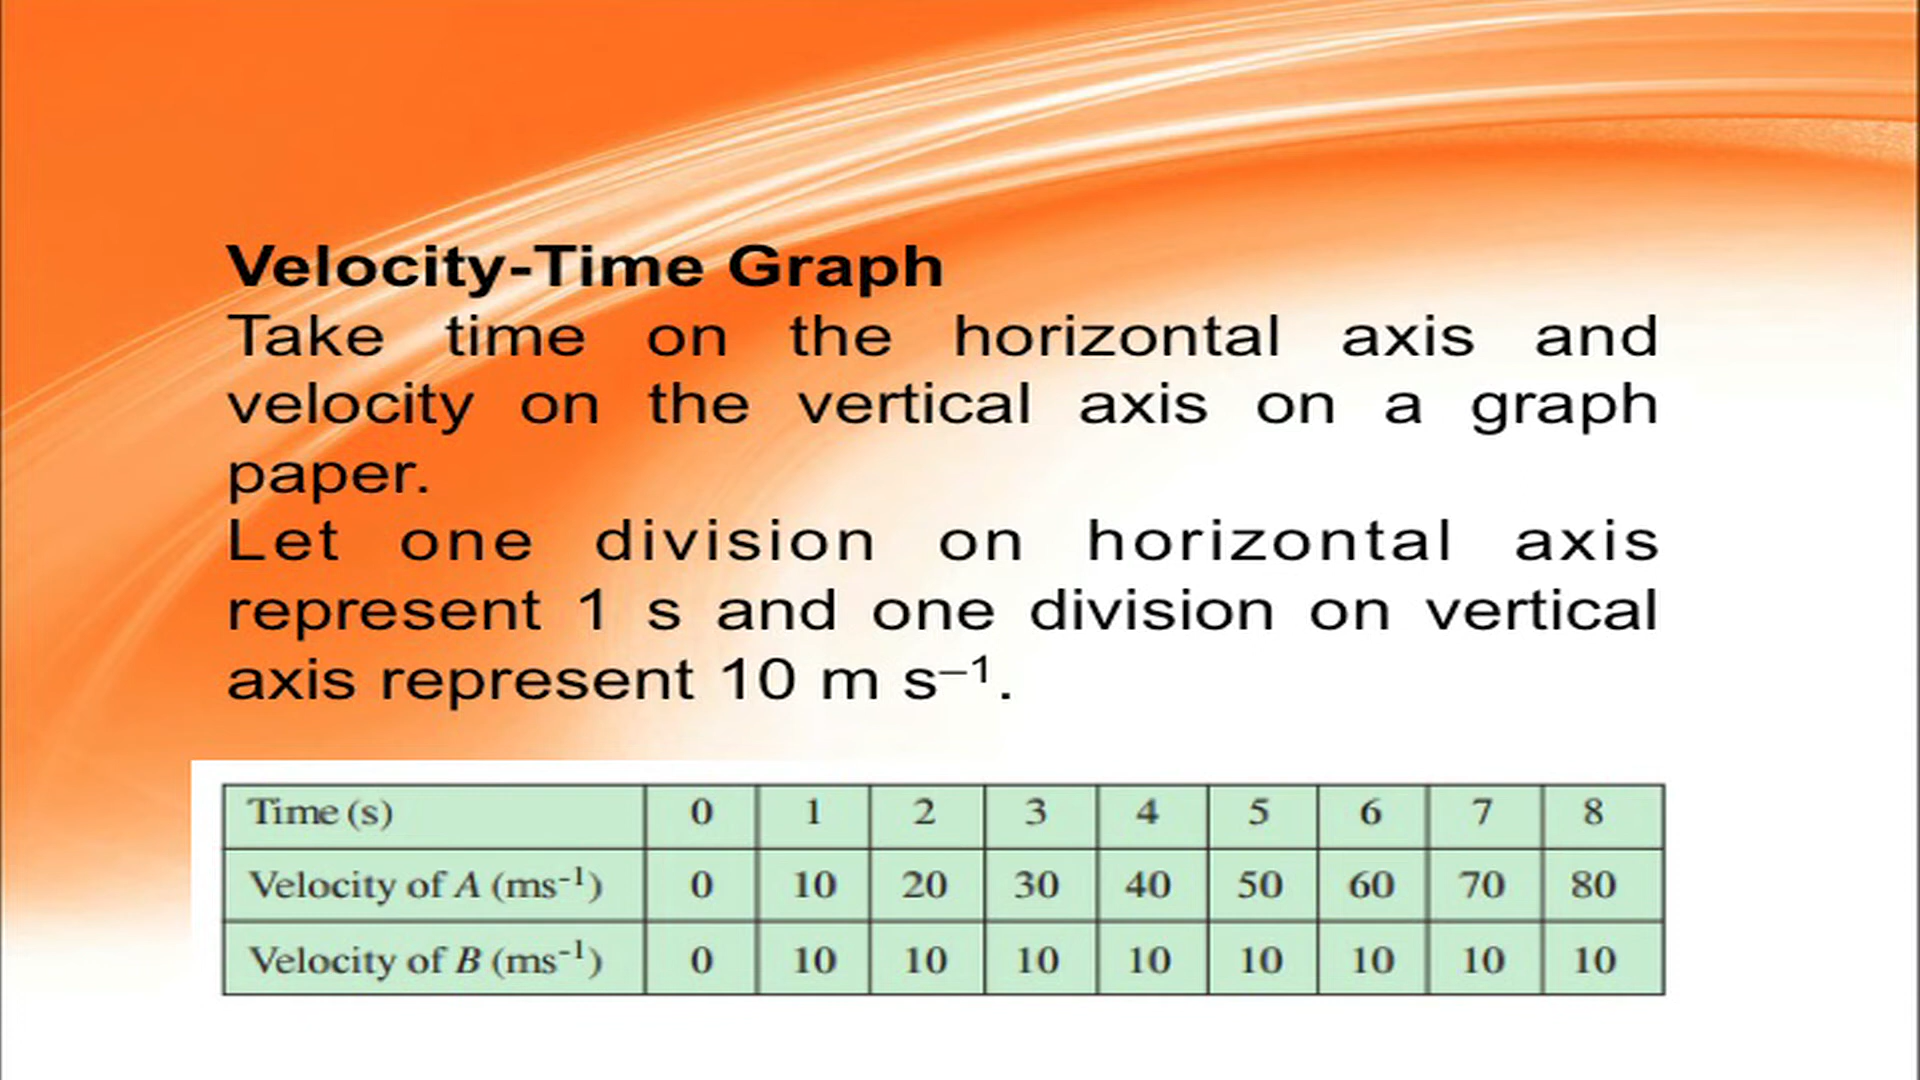 Velocity-Time Graph
Take time on the horizontal axis and
velocity on the vertical axis on a graph
paper.
Let one division on horizontal axis
represent 1 s and one division on vertical
axis represent 10 m s⁻¹.
Time (s) 0 1 2 3 4 5 6 7 8
Velocity of A (ms⁻¹) 0 10 20 30 40 50 60 70 80
Velocity of B (ms⁻¹) 0 10 10 10 10 10 10 10 10